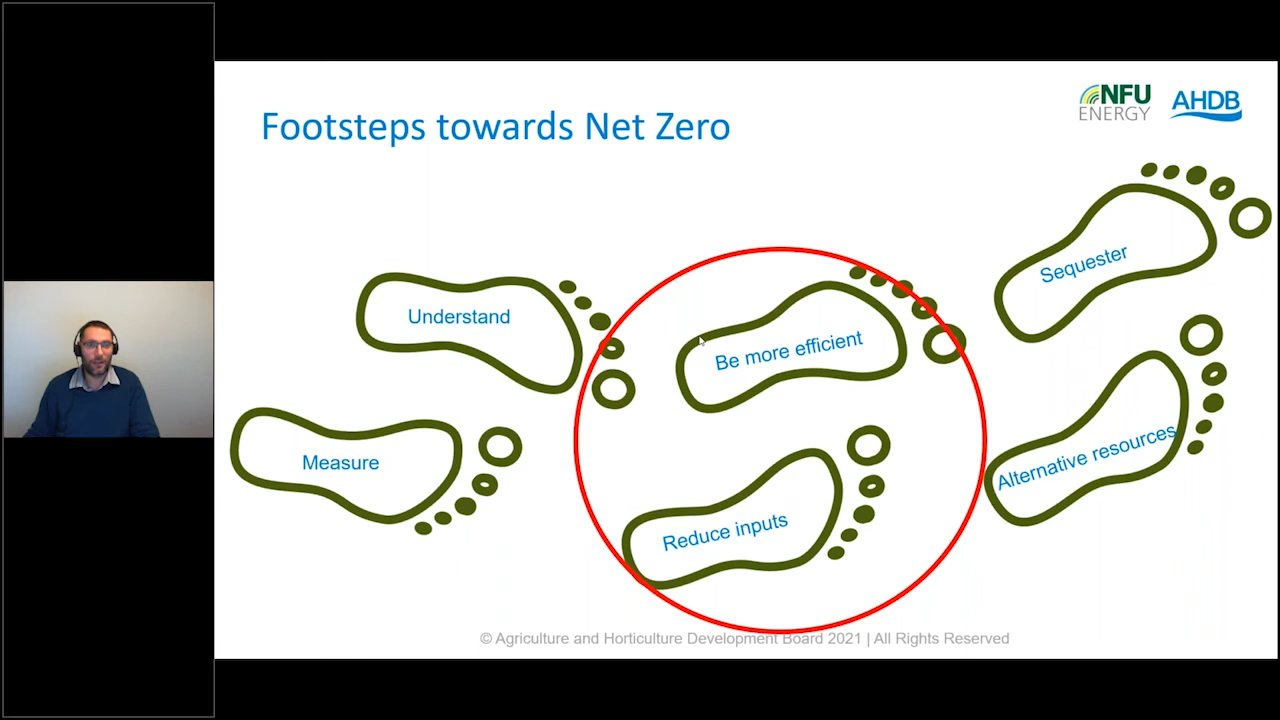 Footsteps towards Net Zero
NFU
ENERGY
AHDB
Understand
Measure
Be more efficient
Reduce inputs
Sequester
Alternative resources
© Agriculture and Horticulture Development Board 2021 | All Rights Reserved